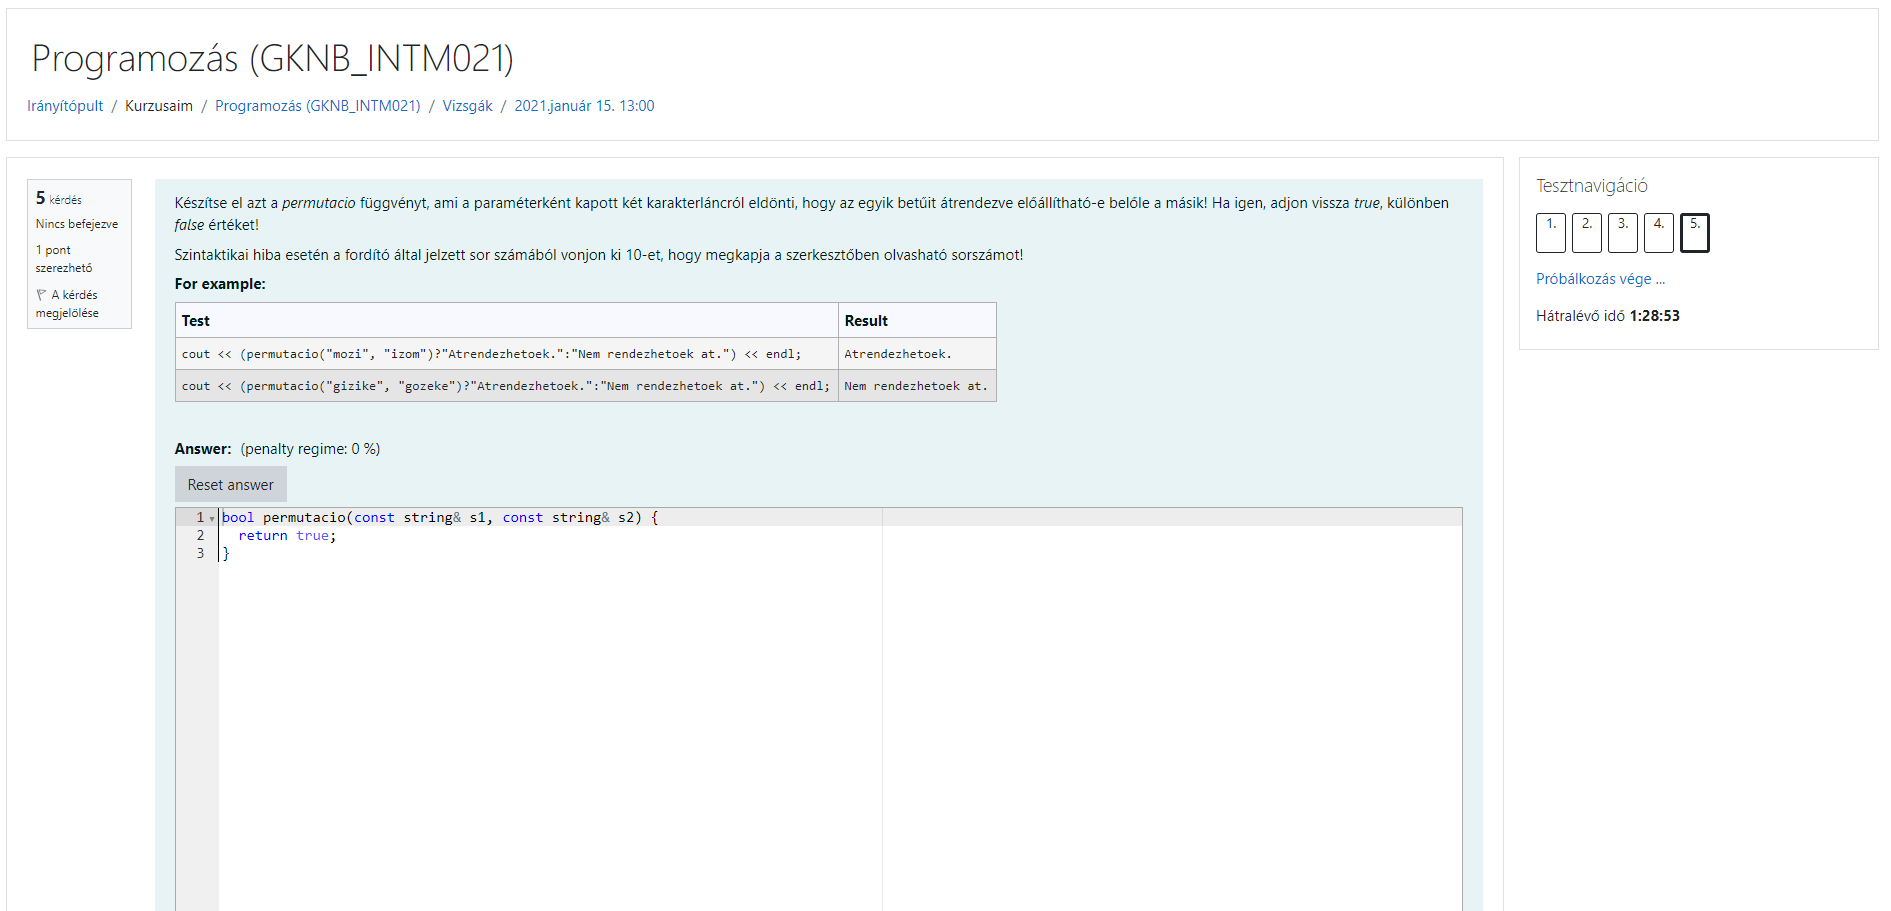 Programozás (GKNB_INTM021)
Irányítópult / Kurzusaim / Programozás (GKNB_INTM021) / Vizsgák / 2021.január 15. 13:00
5 kérdés
Nincs befejezve
1 pont
szerezhető
A kérdés
megjelölése
Készítse el azt a permutacio függvényt, ami a paraméterként kapott két karakterláncról eldönti, hogy az egyik betűit átrendezve előállítható-e belőle a másik! Ha igen, adjon vissza true, különben
false értéket!
Szintaktikai hiba esetén a fordító által jelzett sor számából vonjon ki 10-et, hogy megkapja a szerkesztőben olvasható sorszámot!
For example:
Test Result
cout << (permutacio("mozi", "izom")?"Atrendezhetoek.":"Nem rendezhetoek at.") << endl; Atrendezhetoek.
cout << (permutacio("gizike", "gozeke")?"Atrendezhetoek.":"Nem rendezhetoek at.") << endl; Nem rendezhetoek at.
Answer: (penalty regime: 0 %)
Reset answer
1 bool permutacio(const string& s1, const string& s2) {
2 return true;
3 }
Tesztnavigáció
1. 2. 3. 4. 5.
Próbálkozás vége ...
Hátralévő idő 1:28:53